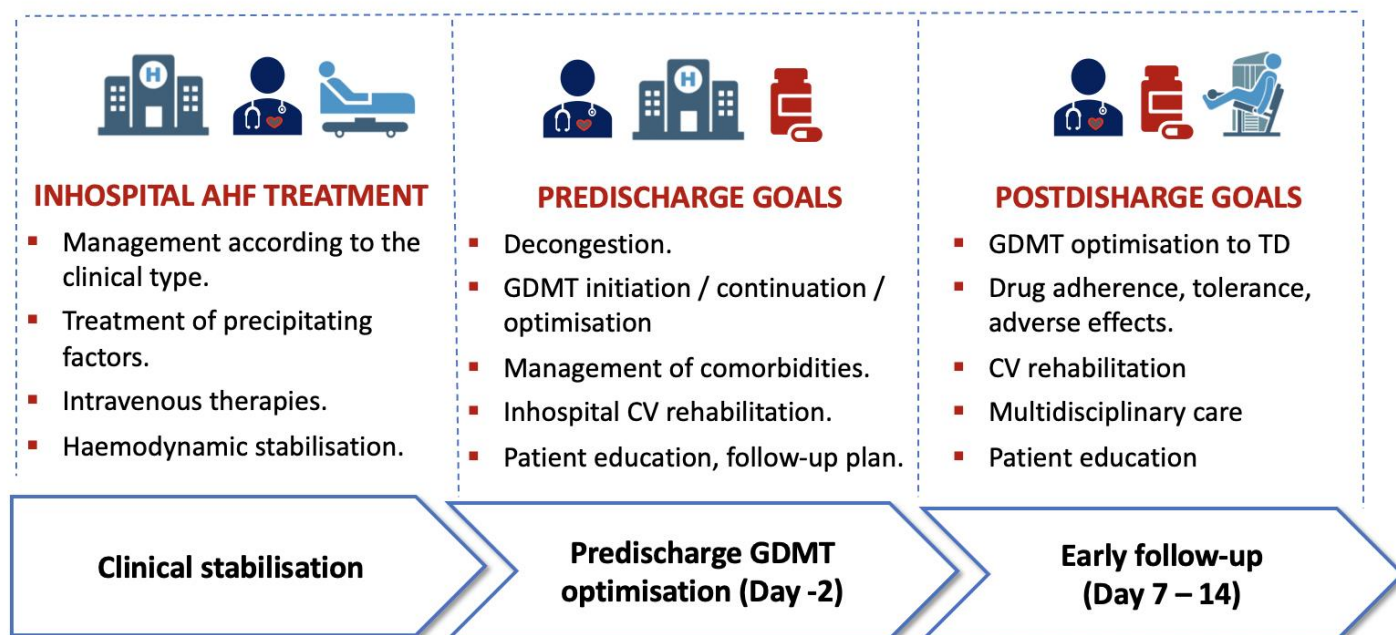 H
H
INHOSPITAL AHF TREATMENT
▪ Management according to the
clinical type.
▪ Treatment of precipitating
factors.
▪ Intravenous therapies.
▪ Haemodynamic stabilisation.
PREDISCHARGE GOALS
▪ Decongestion.
▪ GDMT initiation / continuation /
optimisation
▪ Management of comorbidities.
▪ Inhospital CV rehabilitation.
▪ Patient education, follow-up plan.
POSTDISHARGE GOALS
▪ GDMT optimisation to TD
▪ Drug adherence, tolerance,
adverse effects.
▪ CV rehabilitation
▪ Multidisciplinary care
▪ Patient education
Clinical stabilisation
Predischarge GDMT
optimisation (Day -2)
Early follow-up
(Day 7 – 14)